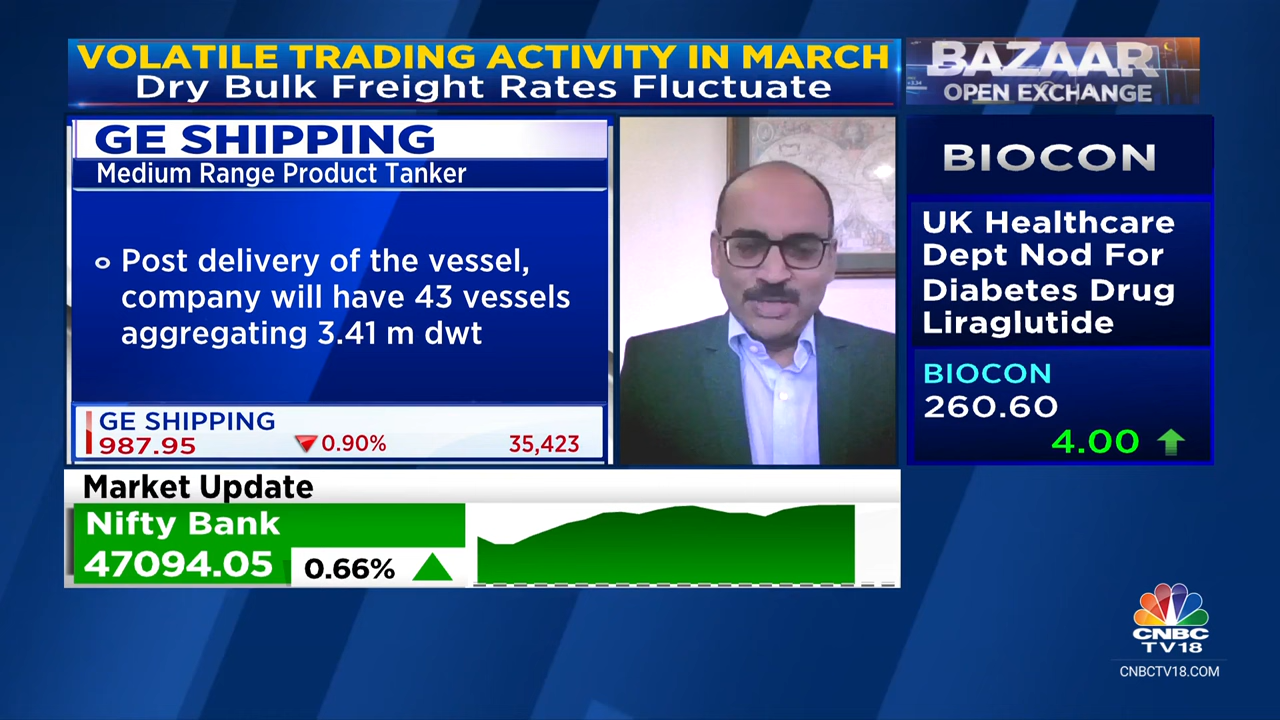 VOLATILE TRADING ACTIVITY IN MARCH
Dry Bulk Freight Rates Fluctuate
BAZAAR
OPEN EXCHANGE
GE SHIPPING
Medium Range Product Tanker
Post delivery of the vessel,
company will have 43 vessels
aggregating 3.41 m dwt
GE SHIPPING
987.95 0.90% 35,423
BIOCON
UK Healthcare
Dept Nod For
Diabetes Drug
Liraglutide
BIOCON
260.60
4.00
Market Update
Nifty Bank
47094.05 0.66%
CNBC
TV18
CNBCTV18.COM